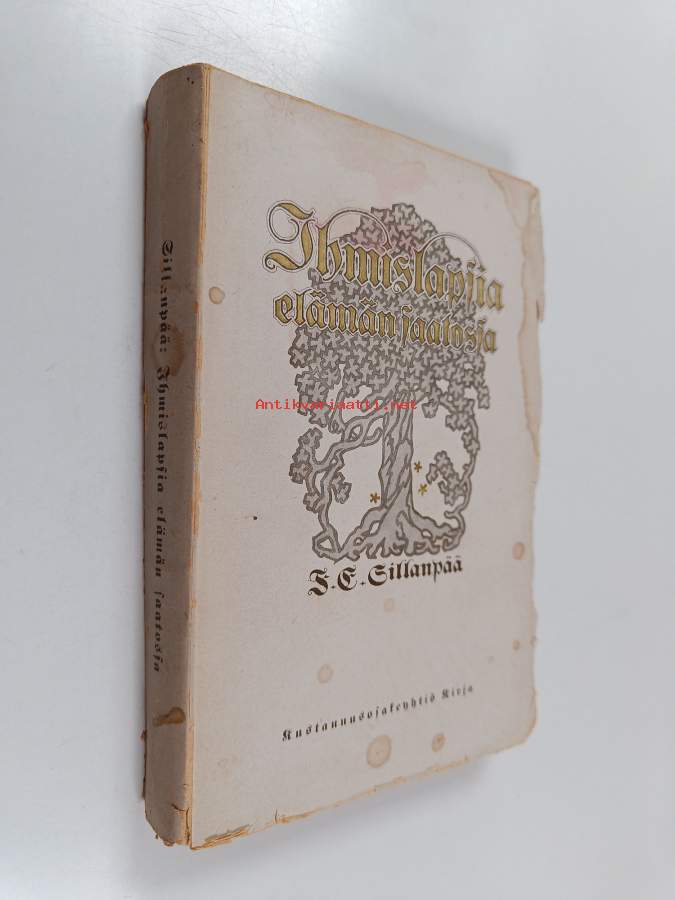 Ihmislapsia
elämän saatossa
Antikvariaatti.net
F. E. Sillanpää
Kustannusosakeyhtiö Kirja
Sillanpää: Ihmislapsia elämän saatossa